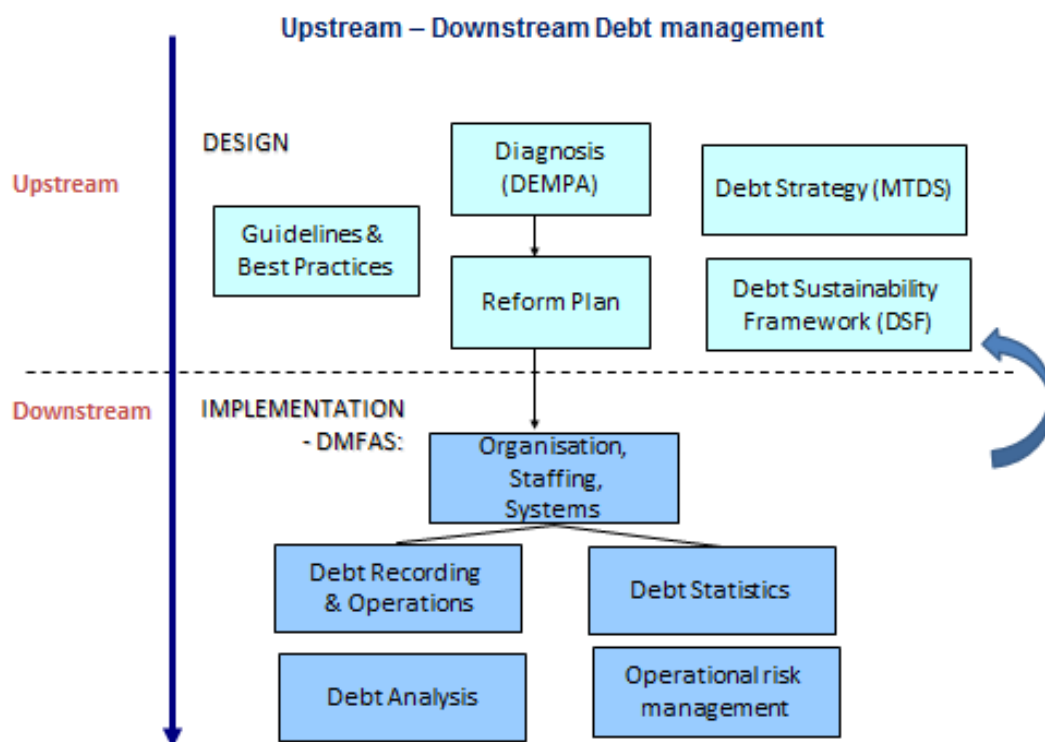 Upstream – Downstream Debt management
DESIGN
Upstream
Diagnosis
(DEMPA)
Debt Strategy (MTDS)
Guidelines &
Best Practices
Reform Plan
Debt Sustainability
Framework (DSF)
Downstream
IMPLEMENTATION
- DMFAS:
Organisation,
Staffing,
Systems
Debt Recording
& Operations
Debt Statistics
Debt Analysis
Operational risk
management